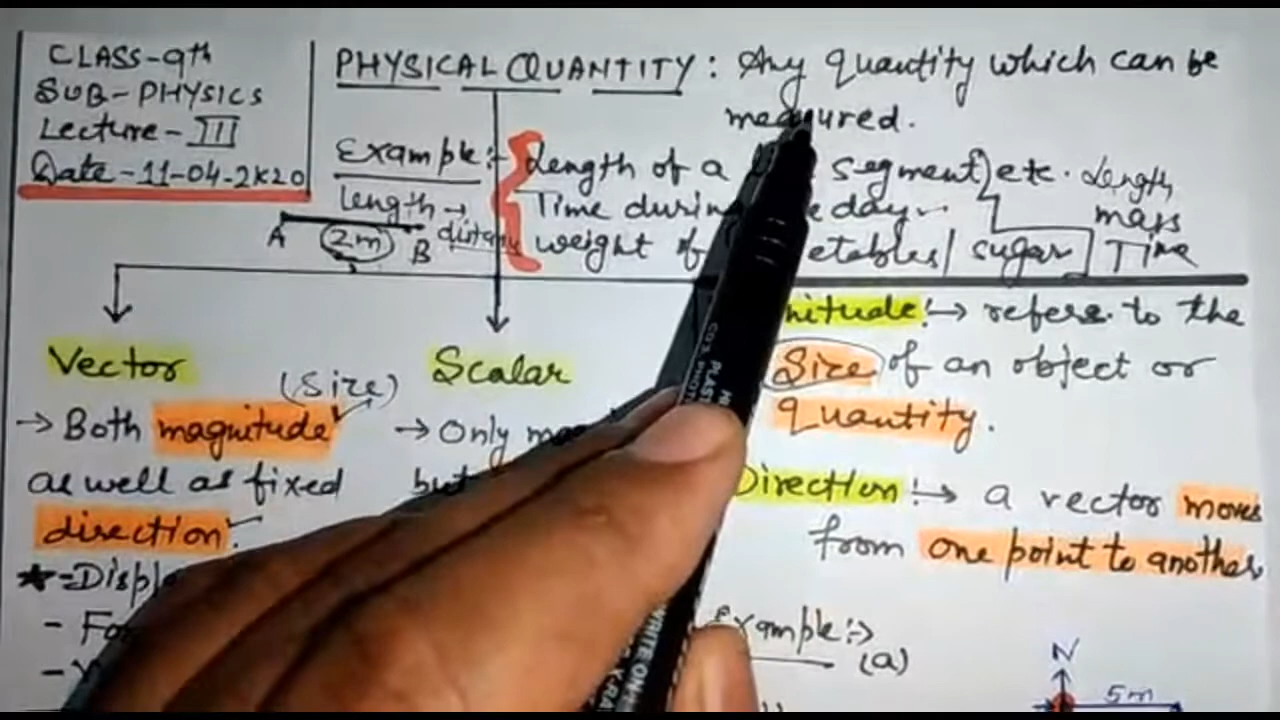 CLASS-9th
SUB-PHYSICS
Lecture-III
Date-11-04-2K20
PHYSICAL QUANTITY: Any quantity which can be
measured.
Example:- Length of a segment etc. Length
length → Time during day mass
A 2m B weight of sugar Time
Vector
(Size)
→ Both magnitude
as well as fixed
direction
Scalar
→ Only
but
→ refers to the
Size of an object or
quantity.
Direction:→ a vector moves
from one point to another
Example:→
(a)
N
5m